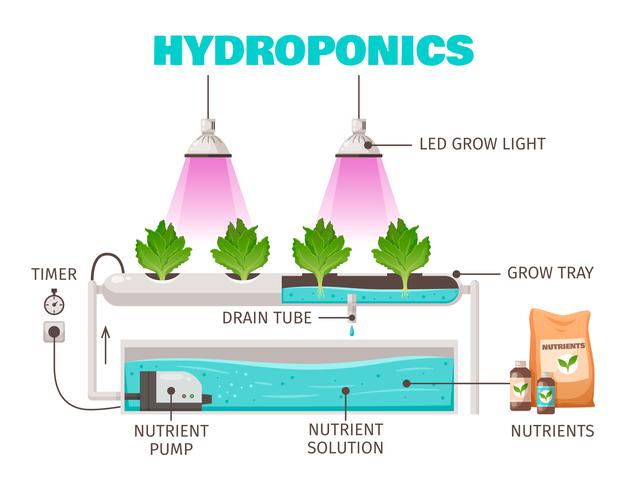 HYDROPONICS
LED GROW LIGHT
TIMER
GROW TRAY
DRAIN TUBE
NUTRIENTS
NUTRIENT
PUMP
NUTRIENT
SOLUTION
NUTRIENTS